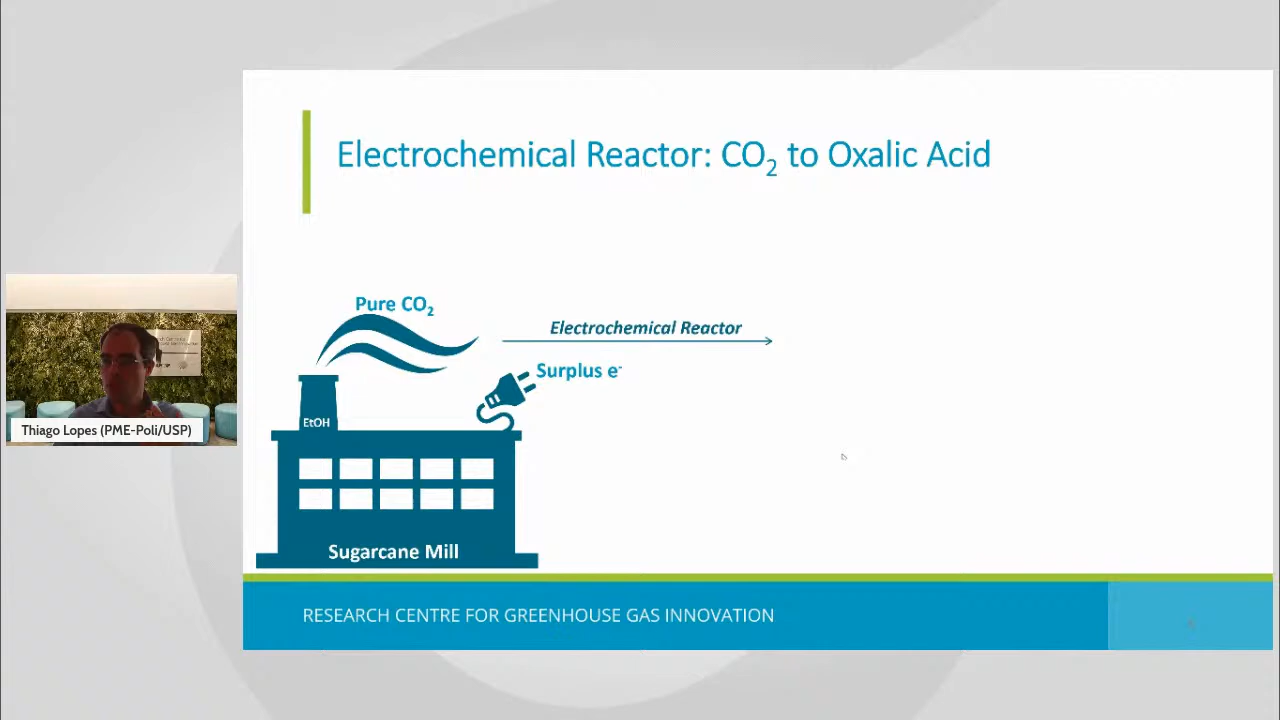 Electrochemical Reactor: CO₂ to Oxalic Acid
Pure CO₂
Electrochemical Reactor
Surplus e⁻
EtOH
Sugarcane Mill
Thiago Lopes (PME-Poli/USP)
RESEARCH CENTRE FOR GREENHOUSE GAS INNOVATION